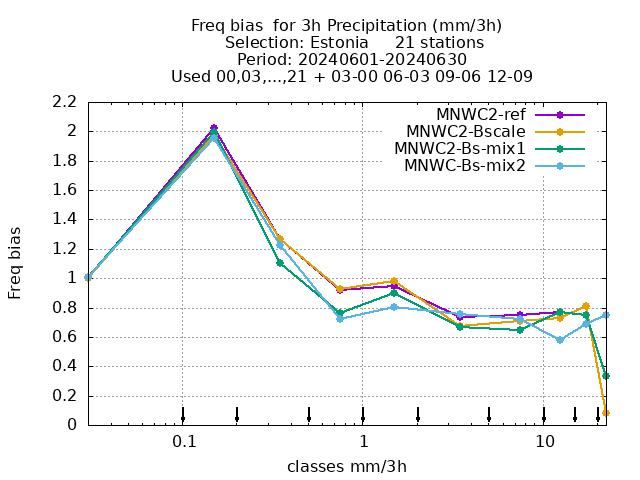 Freq bias  for 3h Precipitation (mm/3h)
Selection: Estonia     21 stations
Period: 20240601-20240630
Used 00,03,...,21 + 03-00 06-03 09-06 12-09
MNWC2-ref
MNWC2-Bscale
MNWC2-Bs-mix1
MNWC-Bs-mix2
2.2
2
1.8
1.6
1.4
1.2
1
0.8
0.6
0.4
0.2
0
Freq bias
0.1 1 10
classes mm/3h